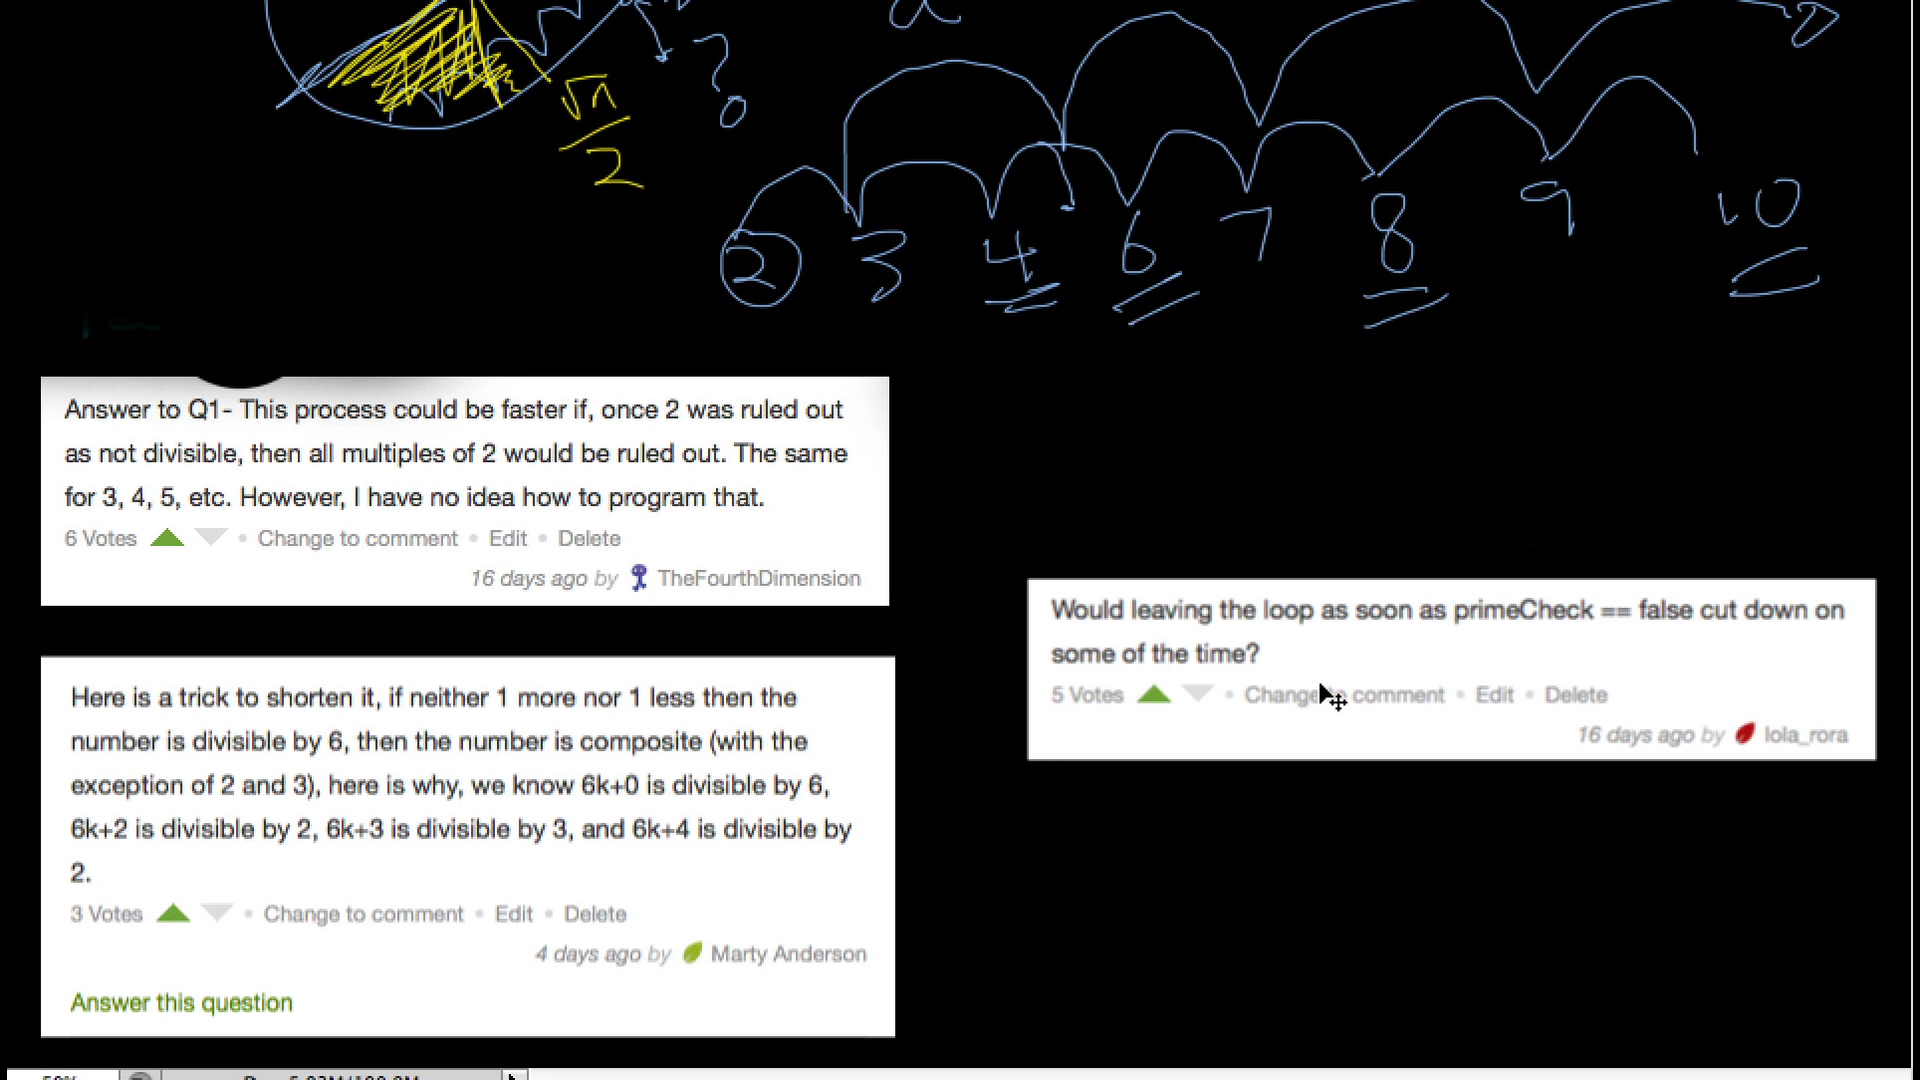 a
?
√n
2
2 3 4 6 7 8 9 10
Answer to Q1- This process could be faster if, once 2 was ruled out
as not divisible, then all multiples of 2 would be ruled out. The same
for 3, 4, 5, etc. However, I have no idea how to program that.
6 Votes • Change to comment • Edit • Delete
16 days ago by TheFourthDimension
Would leaving the loop as soon as primeCheck == false cut down on
some of the time?
5 Votes • Change to comment • Edit • Delete
16 days ago by lola_rora
Here is a trick to shorten it, if neither 1 more nor 1 less then the
number is divisible by 6, then the number is composite (with the
exception of 2 and 3), here is why, we know 6k+0 is divisible by 6,
6k+2 is divisible by 2, 6k+3 is divisible by 3, and 6k+4 is divisible by
2.
3 Votes • Change to comment • Edit • Delete
4 days ago by Marty Anderson
Answer this question